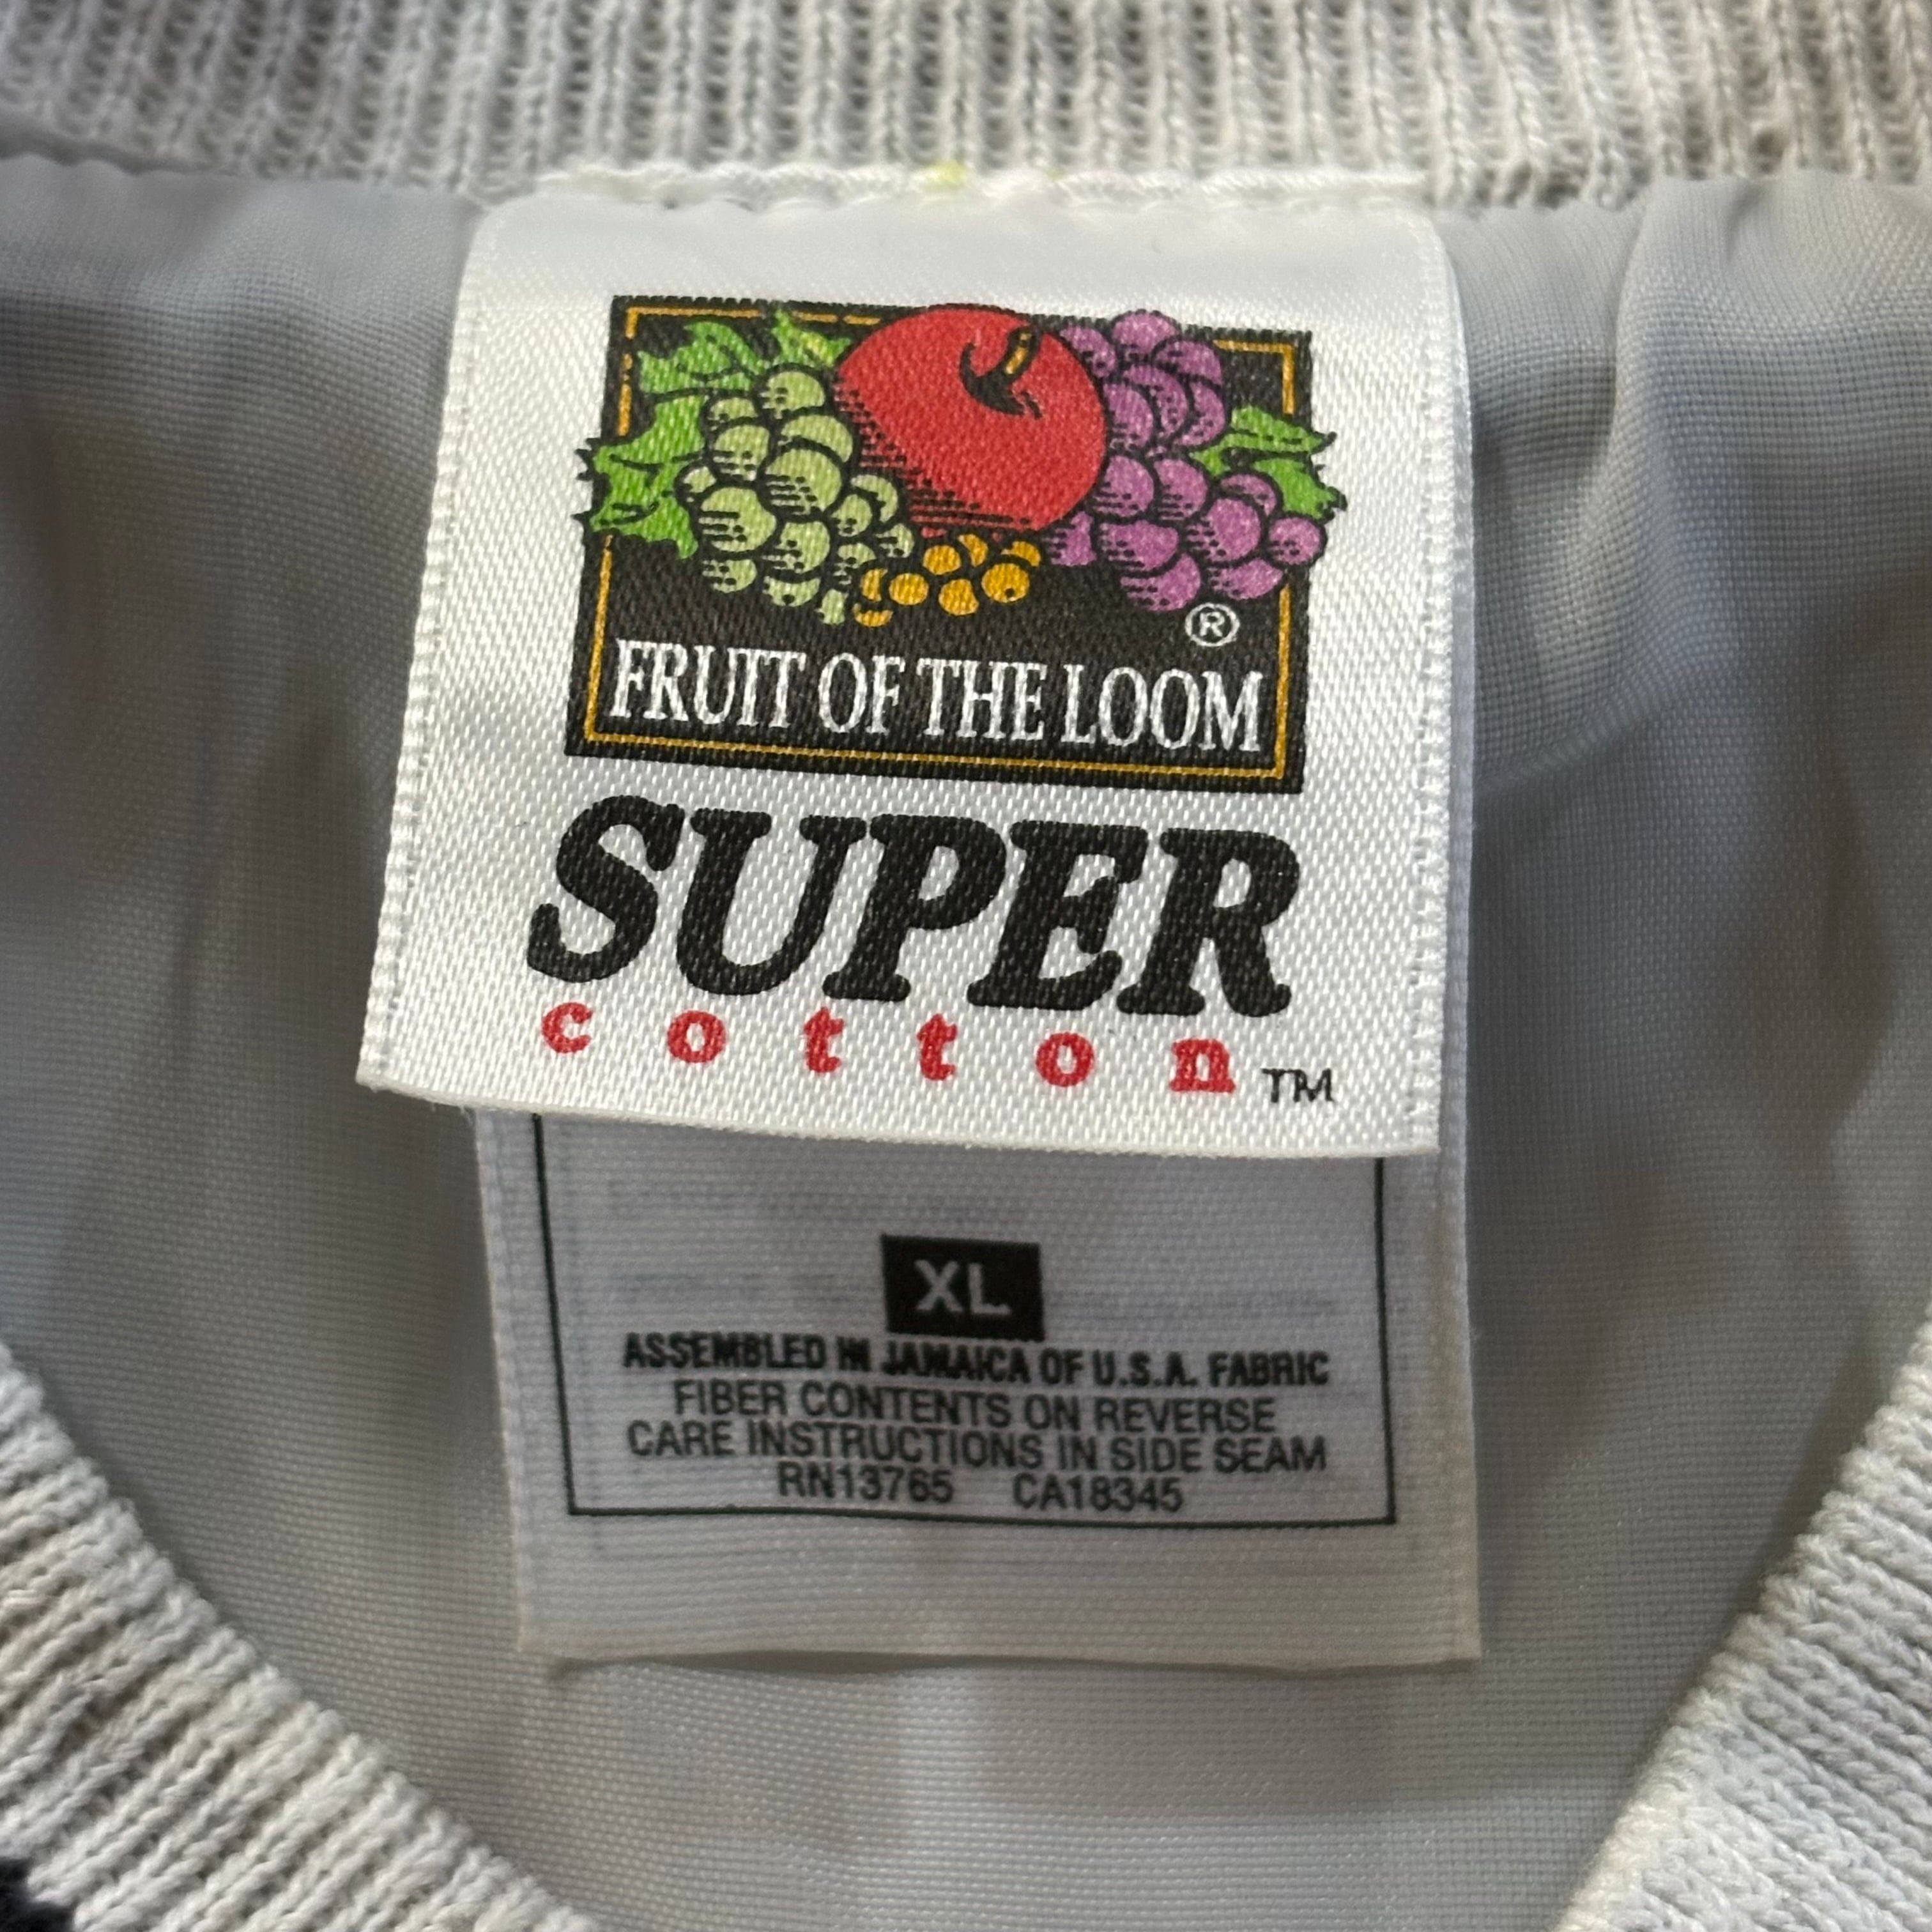 ®
FRUIT OF THE LOOM
SUPER
cotton™
XL
ASSEMBLED IN JAMAICA OF U.S.A. FABRIC
FIBER CONTENTS ON REVERSE
CARE INSTRUCTIONS IN SIDE SEAM
RN13765 CA18345